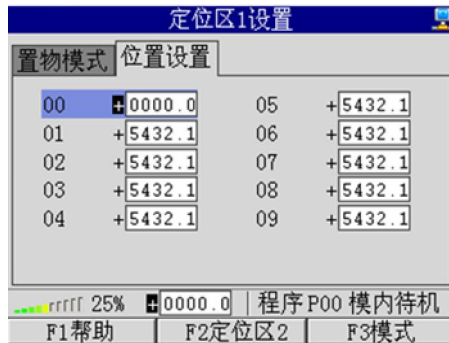 定位区1设置
置物模式 位置设置
00 +0000.0 05 +5432.1
01 +5432.1 06 +5432.1
02 +5432.1 07 +5432.1
03 +5432.1 08 +5432.1
04 +5432.1 09 +5432.1
25% +0000.0 程序P00 模内待机
F1帮助 F2定位区2 F3模式